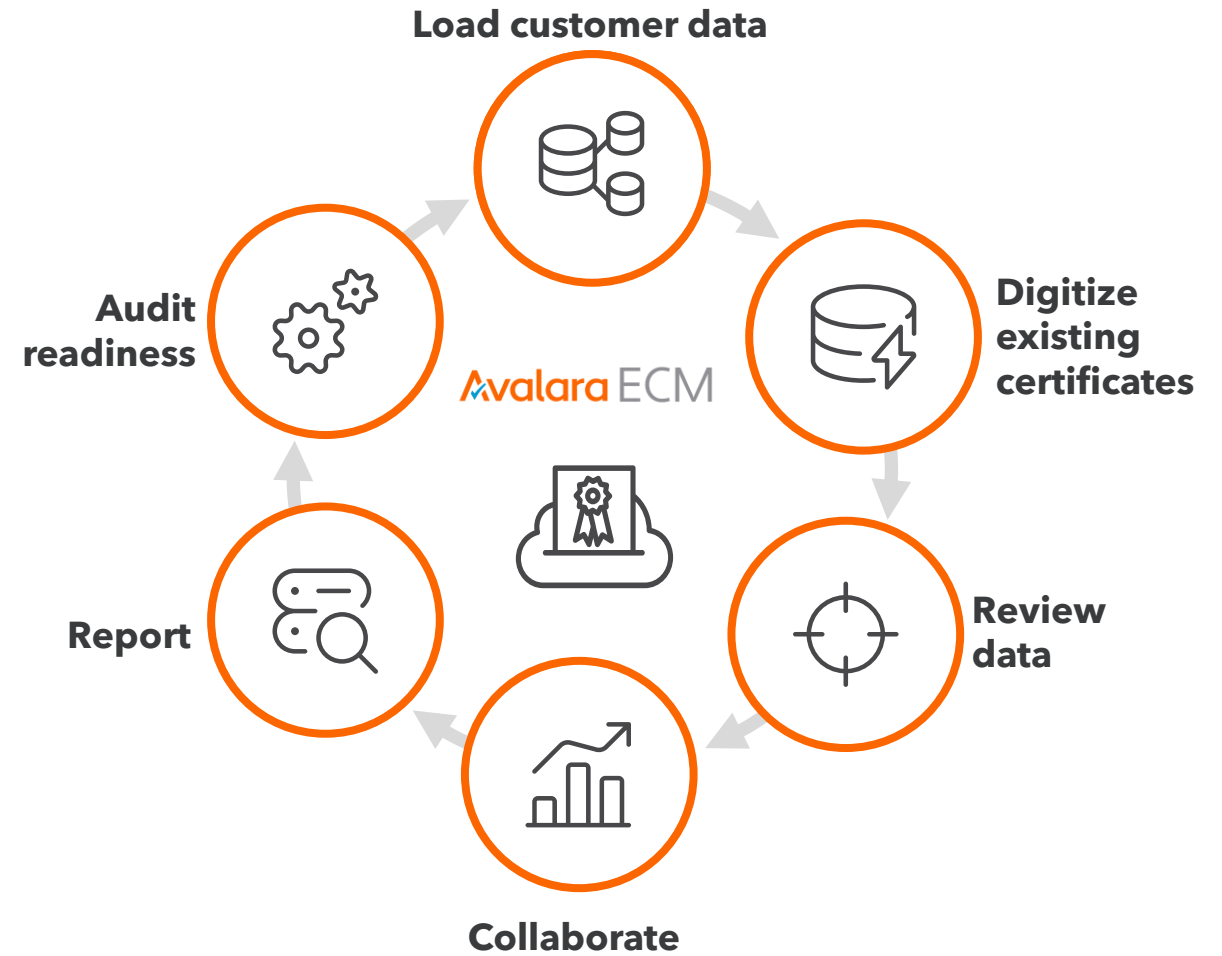 Load customer data
Digitize
existing
certificates
Review
data
Collaborate
Report
Audit
readiness
Avalara ECM